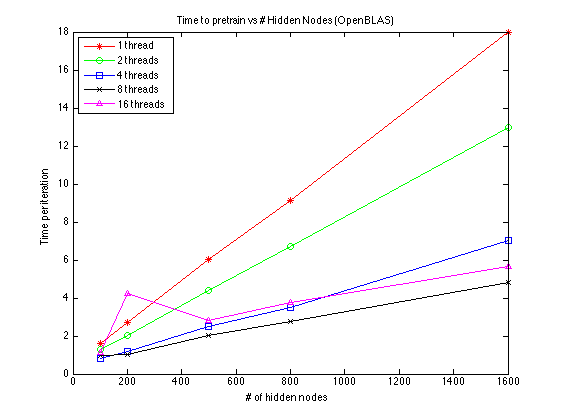 Time to pretrain vs # Hidden Nodes (OpenBLAS)
18
16
14
12
10
8
6
4
2
0
1 thread
2 threads
4 threads
8 threads
16 threads
Time per iteration
0 200 400 600 800 1000 1200 1400 1600
# of hidden nodes